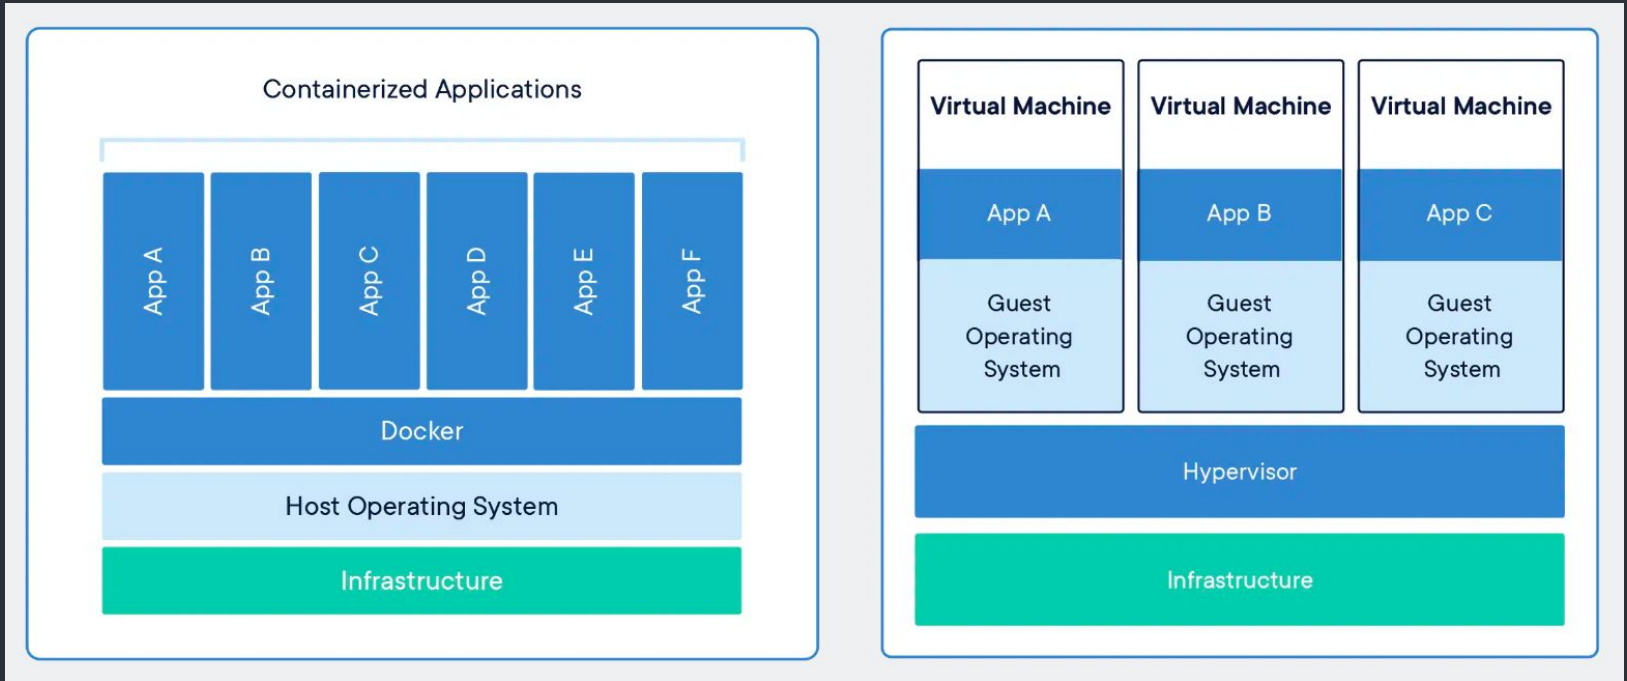 Containerized Applications
App A
App B
App C
App D
App E
App F
Docker
Host Operating System
Infrastructure
Virtual Machine
App A
Guest
Operating
System
Virtual Machine
App B
Guest
Operating
System
Virtual Machine
App C
Guest
Operating
System
Hypervisor
Infrastructure